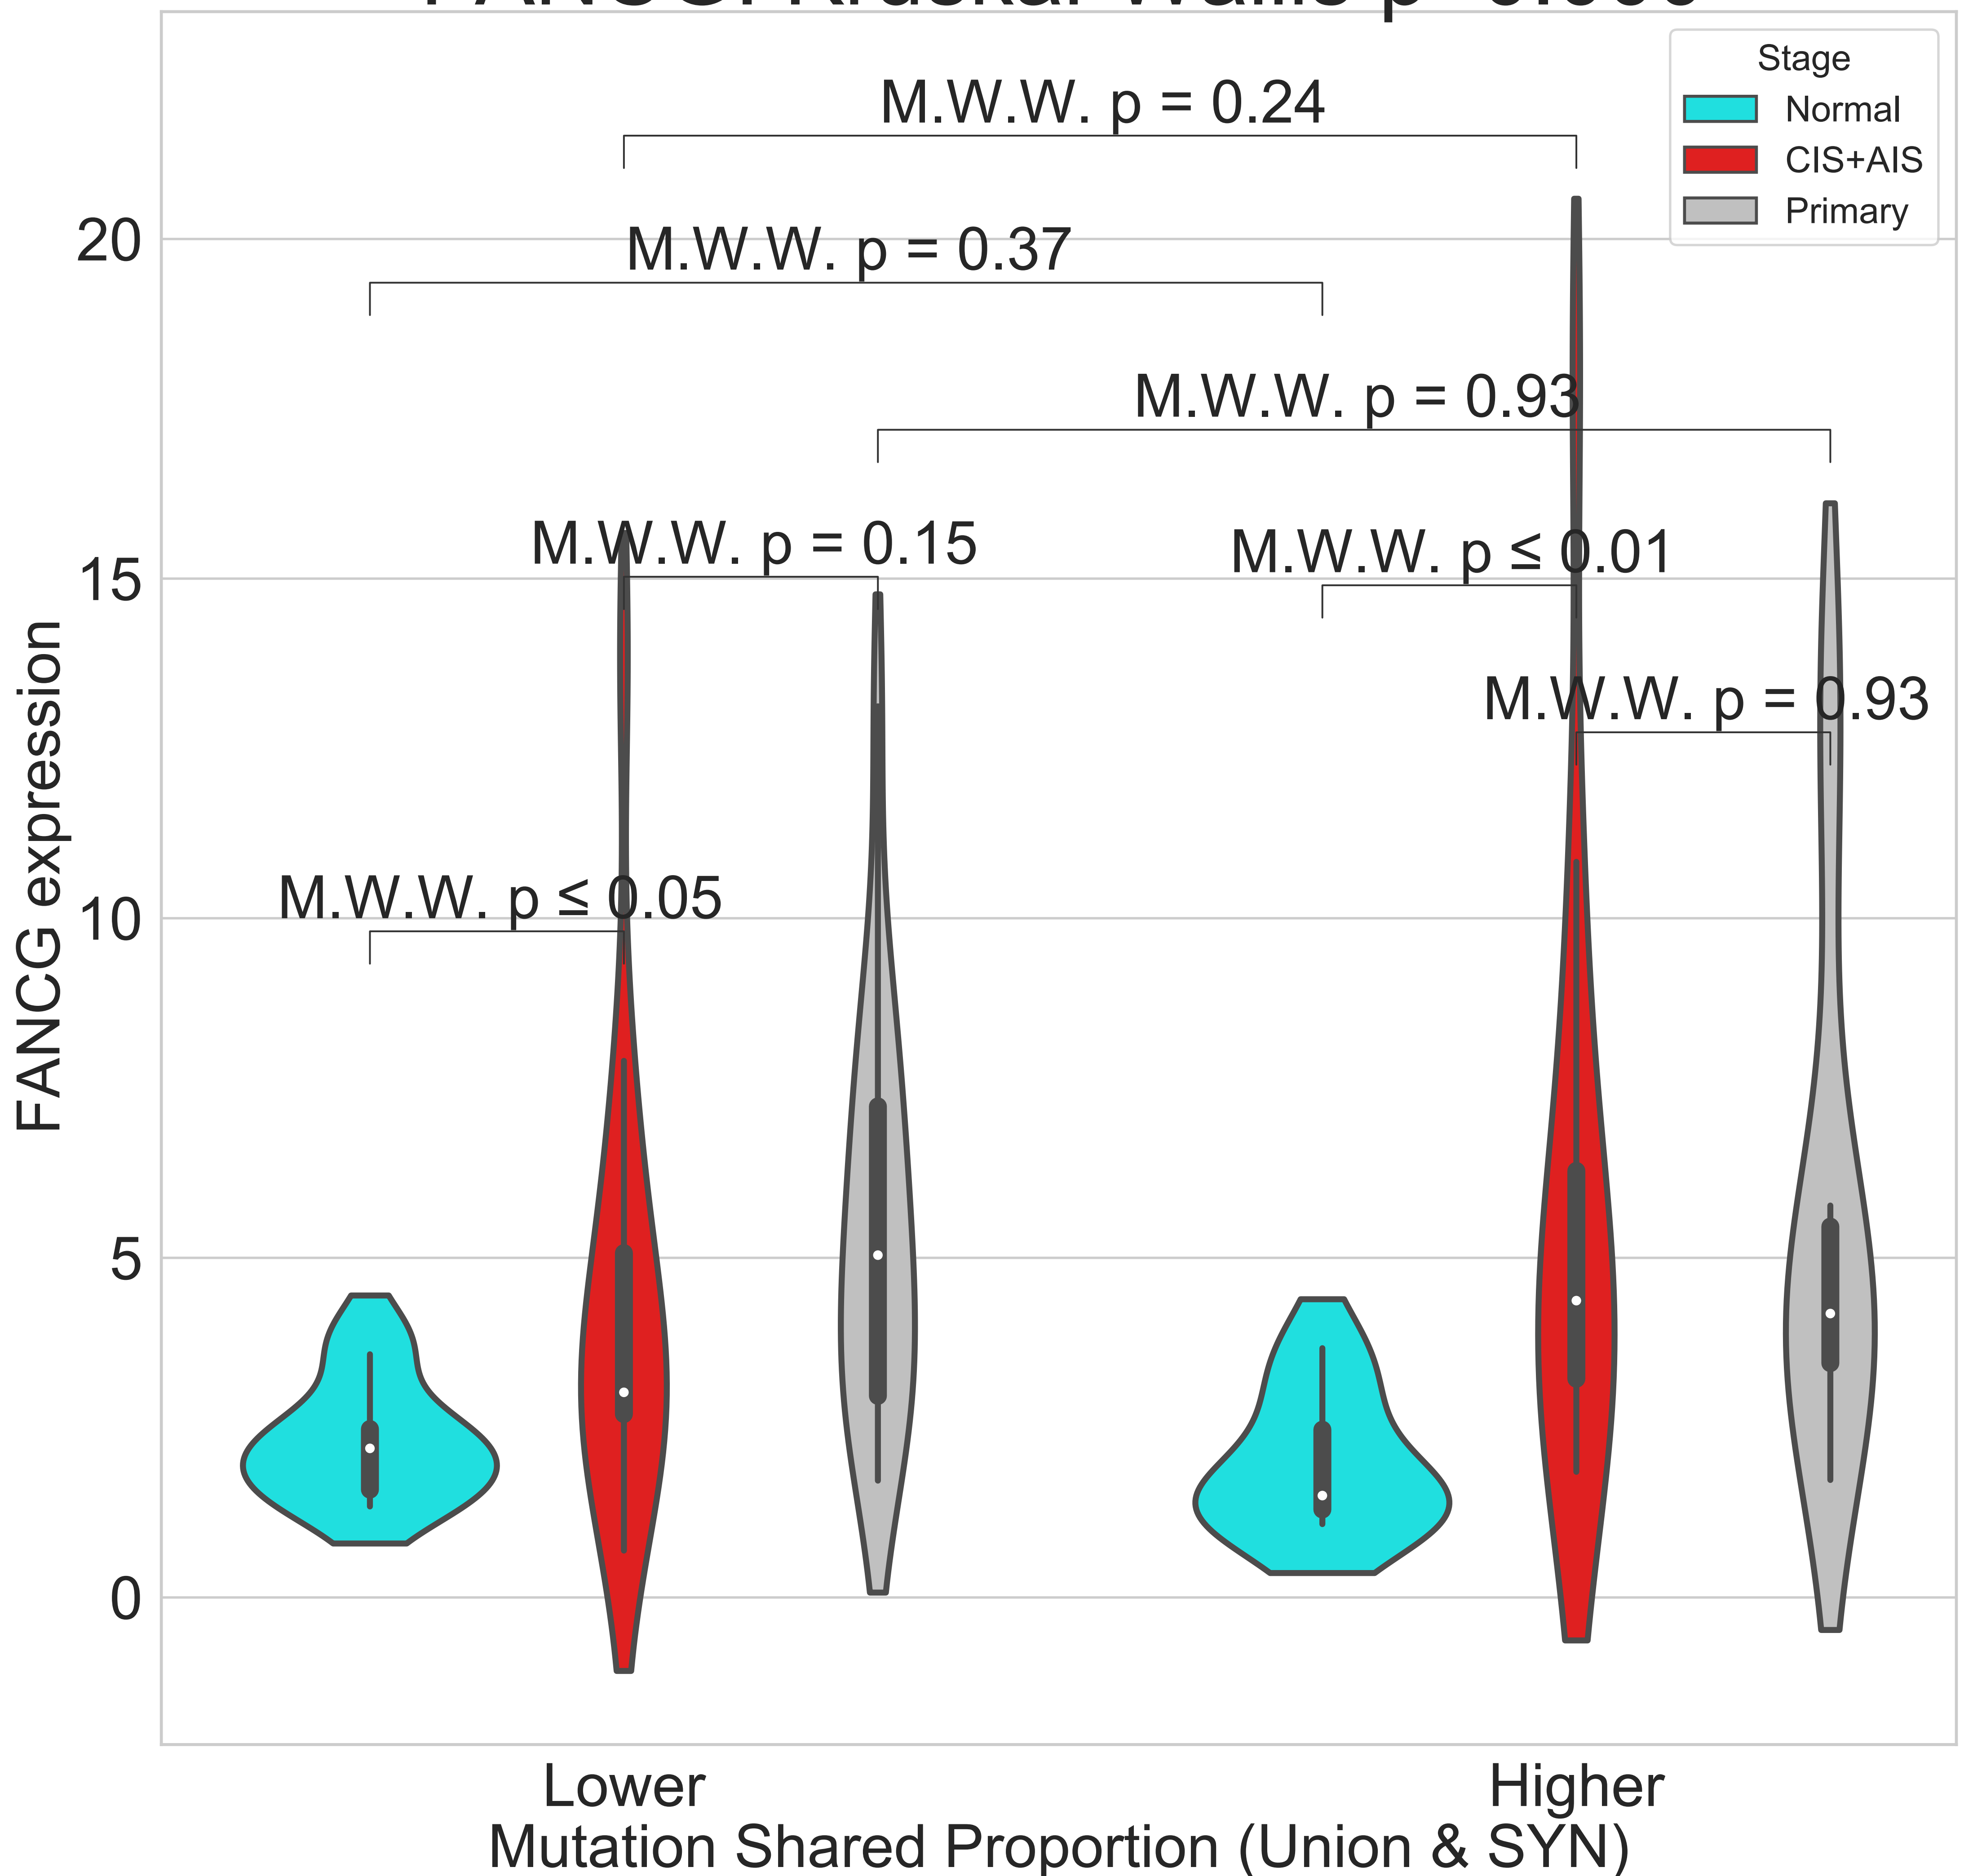 Stage
Normal
CIS+AIS
Primary
M.W.W. p = 0.24
M.W.W. p = 0.37
M.W.W. p = 0.93
M.W.W. p = 0.15
M.W.W. p ≤ 0.01
M.W.W. p = 0.93
M.W.W. p ≤ 0.05
20
15
10
5
0
FANCG expression
Lower
Higher
Mutation Shared Proportion (Union & SYN)